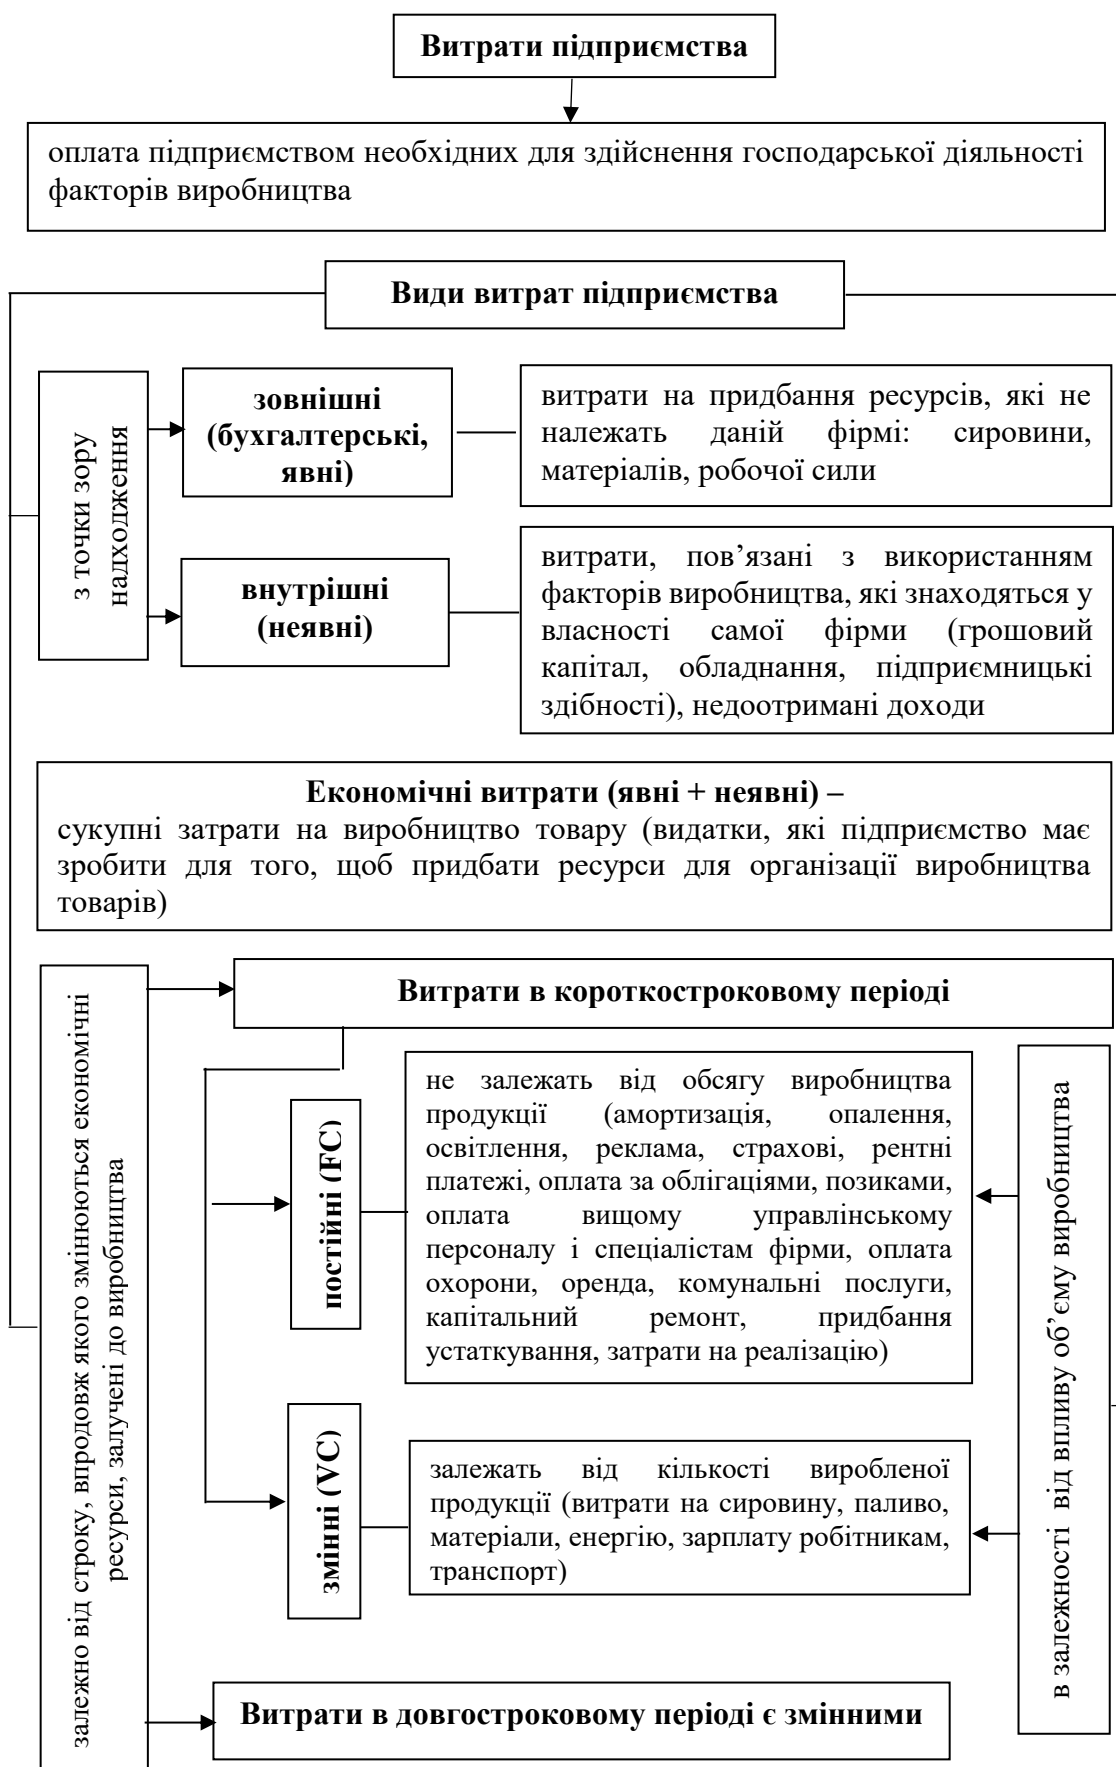 Витрати підприємства
оплата підприємством необхідних для здійснення господарської діяльності
факторів виробництва
Види витрат підприємства
з точки зору
надходження
зовнішні
(бухгалтерські,
явні)
витрати на придбання ресурсів, які не
належать даній фірмі: сировини,
матеріалів, робочої сили
внутрішні
(неявні)
витрати, пов’язані з використанням
факторів виробництва, які знаходяться у
власності самої фірми (грошовий
капітал, обладнання, підприємницькі
здібності), недоотримані доходи
Економічні витрати (явні + неявні) –
сукупні затрати на виробництво товару (видатки, які підприємство має
зробити для того, щоб придбати ресурси для організації виробництва
товарів)
залежно від строку, впродовж якого змінюються економічні
ресурси, залучені до виробництва
Витрати в короткостроковому періоді
постійні (FC)
не залежать від обсягу виробництва
продукції (амортизація, опалення,
освітлення, реклама, страхові, рентні
платежі, оплата за облігаціями, позиками,
оплата вищому управлінському
персоналу і спеціалістам фірми, оплата
охорони, оренда, комунальні послуги,
капітальний ремонт, придбання
устаткування, затрати на реалізацію)
змінні (VC)
залежать від кількості виробленої
продукції (витрати на сировину, паливо,
матеріали, енергію, зарплату робітникам,
транспорт)
в залежності від впливу об’єму виробництва
Витрати в довгостроковому періоді є змінними